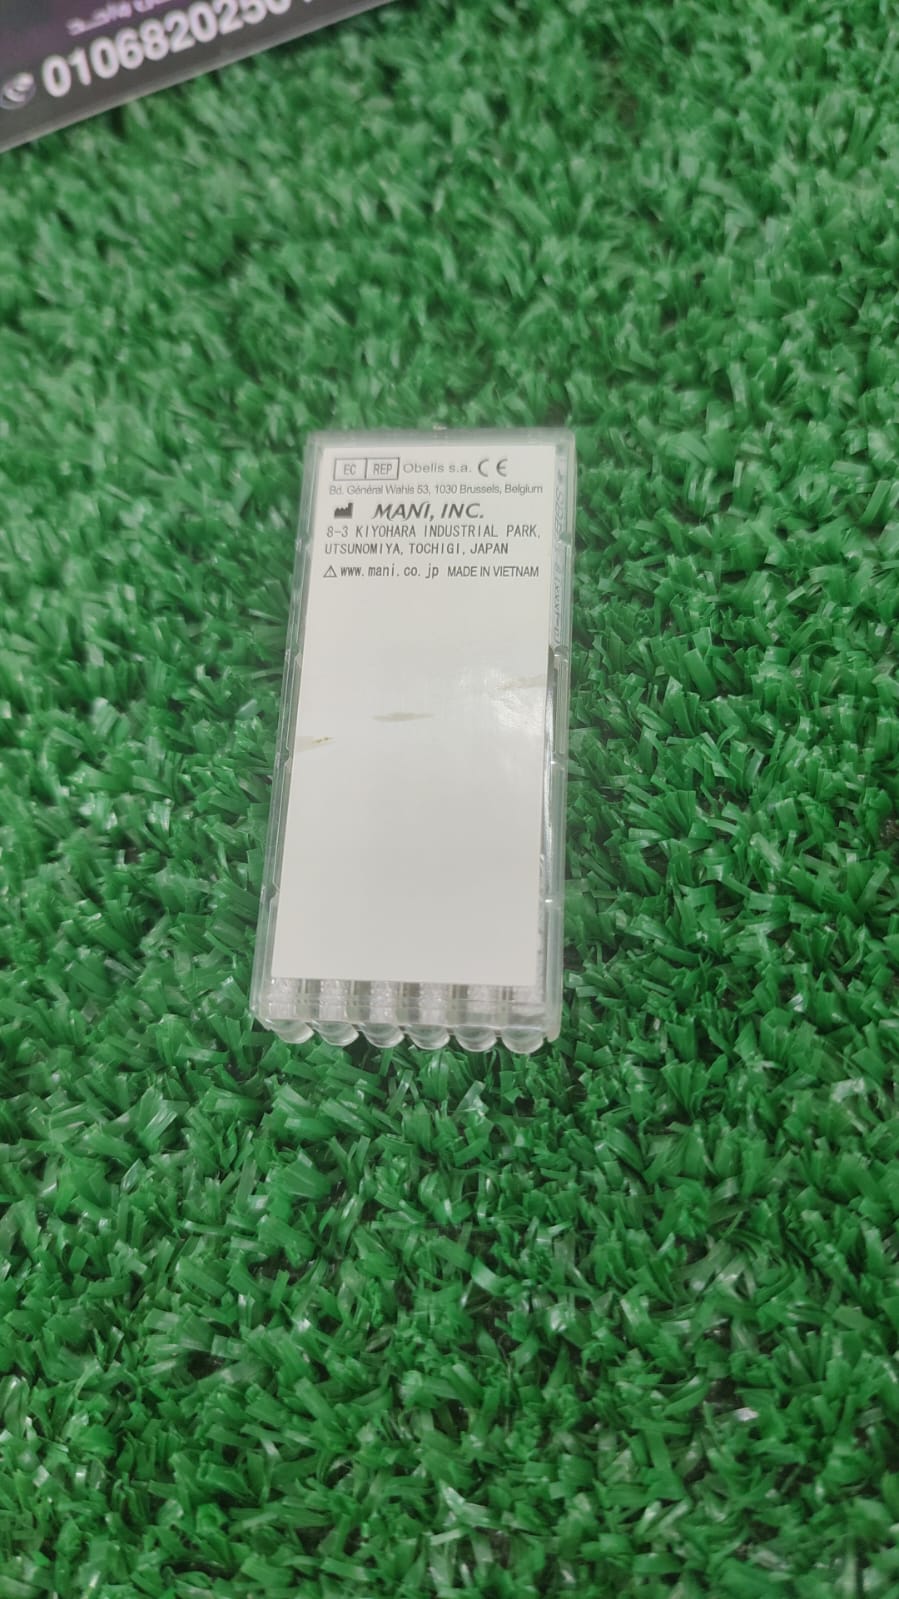 EC REP Obelis s.a. CE
Bd. Général Wahis 53, 1030 Brussels, Belgium
MANI, INC.
8-3 KIYOHARA INDUSTRIAL PARK,
UTSUNOMIYA, TOCHIGI, JAPAN
www.mani.co.jp MADE IN VIETNAM